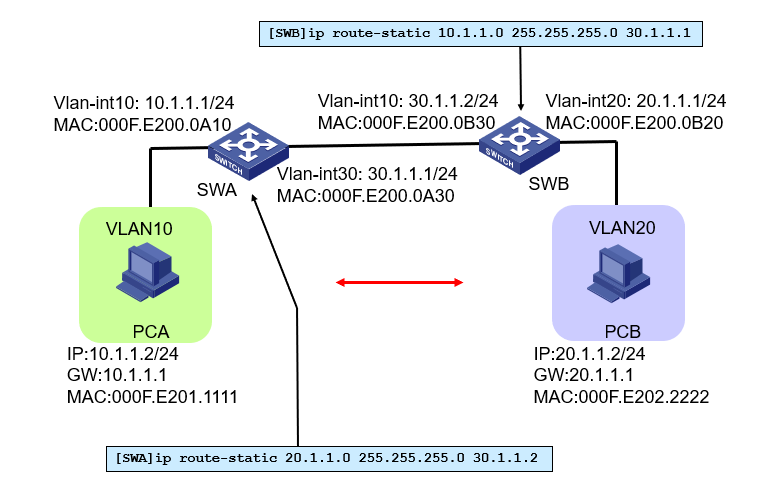 [SWB]ip route-static 10.1.1.0 255.255.255.0 30.1.1.1
Vlan-int10: 10.1.1.1/24
MAC:000F.E200.0A10
Vlan-int10: 30.1.1.2/24
MAC:000F.E200.0B30
Vlan-int20: 20.1.1.1/24
MAC:000F.E200.0B20
SWITCH
SWA
Vlan-int30: 30.1.1.1/24
MAC:000F.E200.0A30
SWITCH
SWB
VLAN10
PCA
IP:10.1.1.2/24
GW:10.1.1.1
MAC:000F.E201.1111
VLAN20
PCB
IP:20.1.1.2/24
GW:20.1.1.1
MAC:000F.E202.2222
[SWA]ip route-static 20.1.1.0 255.255.255.0 30.1.1.2